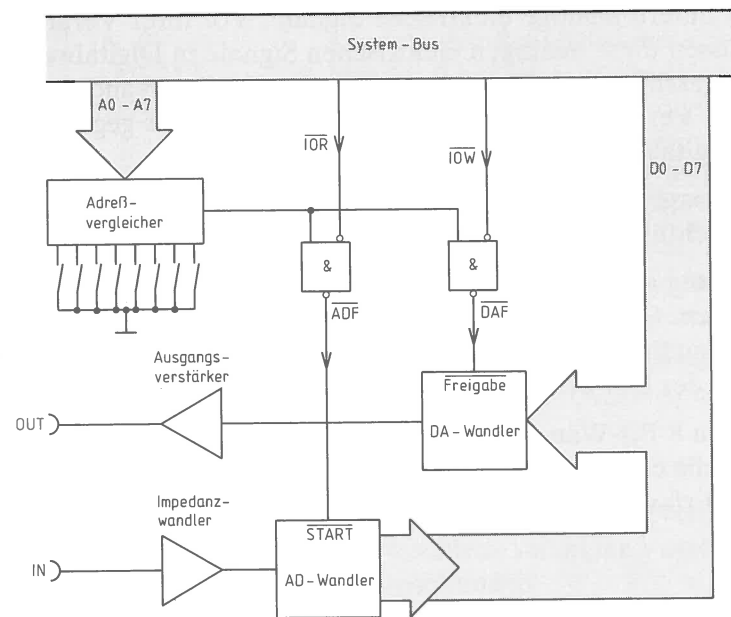 System-Bus
A0-A7
IOR
IOW
D0-D7
Adreß-
vergleicher
&
&
ADF
DAF
Ausgangs-
verstärker
Freigabe
OUT
DA-Wandler
Impedanz-
wandler
START
IN
AD-Wandler